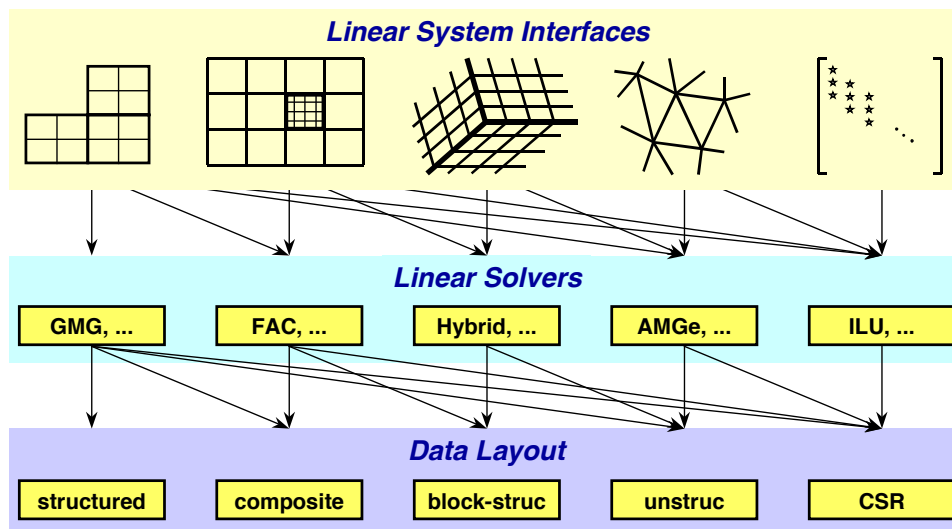 Linear System Interfaces
Linear Solvers
GMG, ...
FAC, ...
Hybrid, ...
AMGe, ...
ILU, ...
Data Layout
structured
composite
block-struc
unstruc
CSR